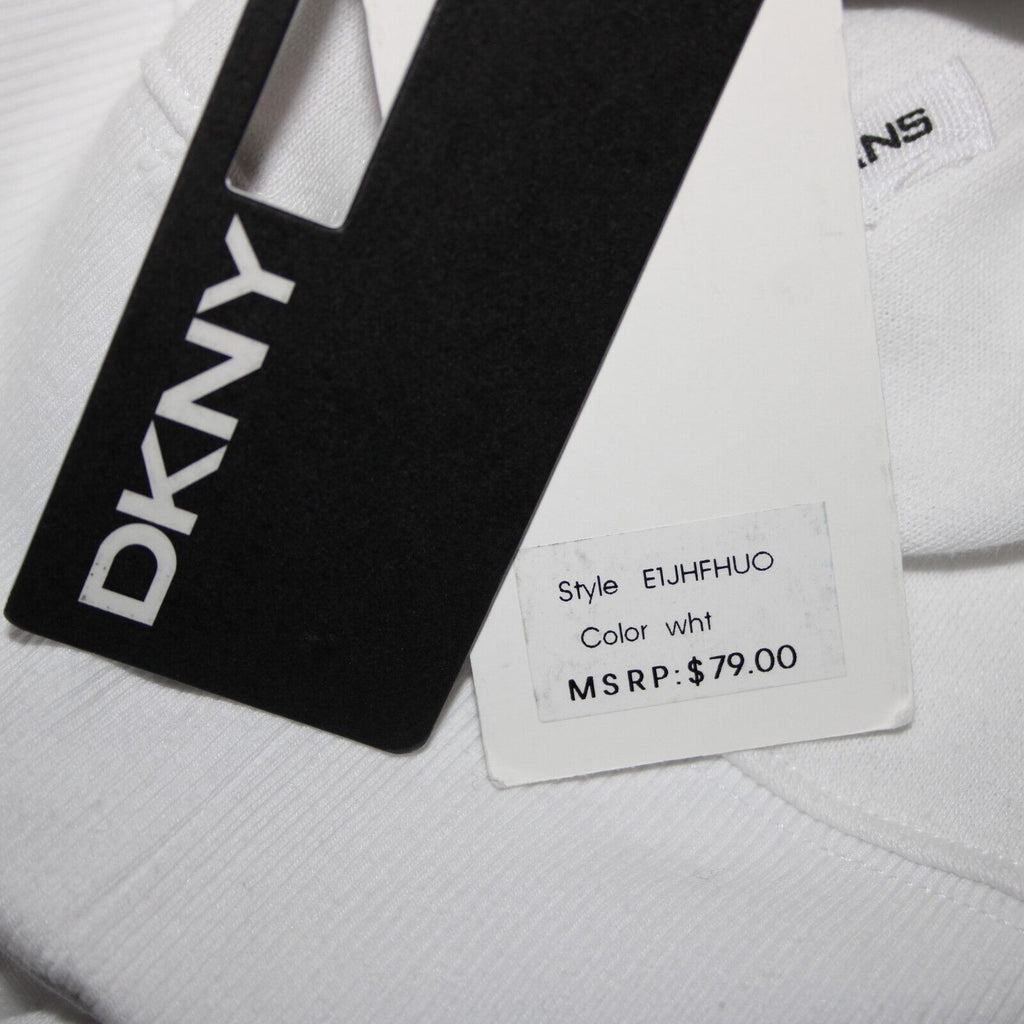 DKNY
Style E1JHFHUO
Color wht
MSRP:$79.00